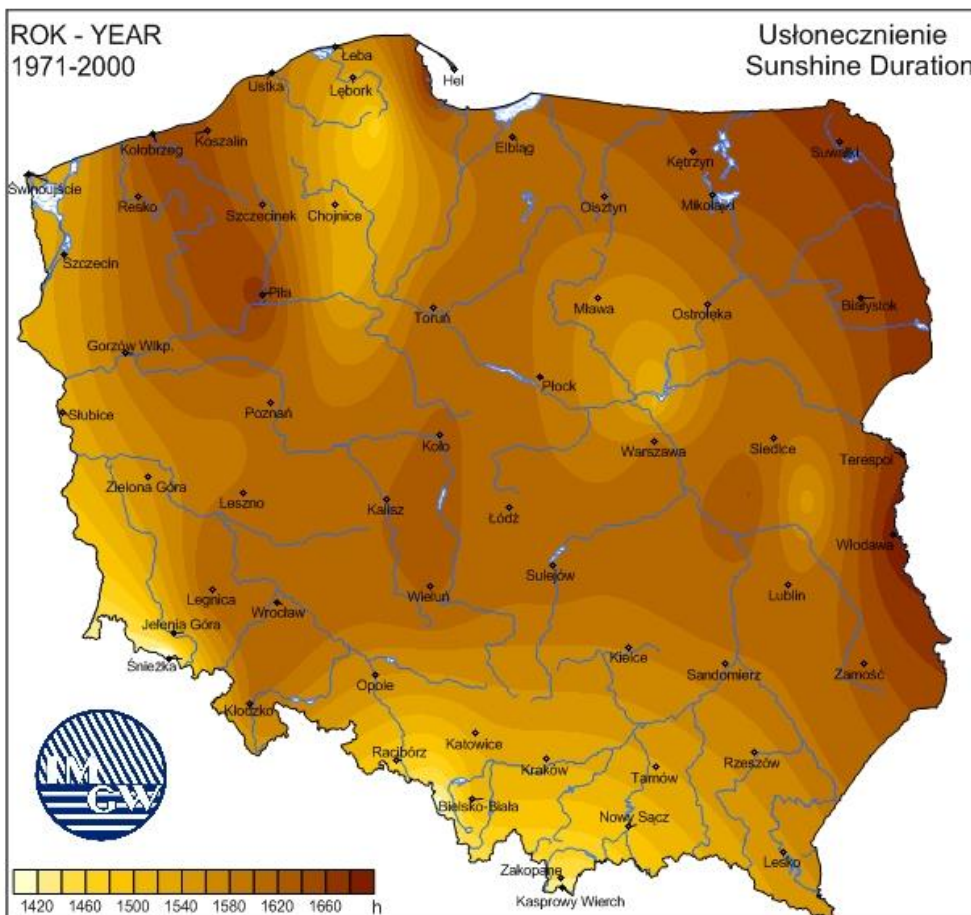 ROK - YEAR
1971-2000
Usłonecznienie
Sunshine Duration
Łeba
Hel
Ustka
Lębork
Kołobrzeg
Koszalin
Elbląg
Kętrzyn
Suwałki
Świnoujście
Resko
Szczecinek
Chojnice
Olsztyn
Mikołajki
Szczecin
Piła
Toruń
Mława
Ostrołęka
Białystok
Gorzów Wlkp.
Płock
Słubice
Poznań
Koło
Warszawa
Siedlce
Terespol
Zielona Góra
Leszno
Kalisz
Łódź
Włodawa
Sulejów
Legnica
Wrocław
Wieluń
Lublin
Jelenia Góra
Śnieżka
Kielce
Sandomierz
Zamość
Opole
Kłodzko
Katowice
Racibórz
Kraków
Tarnów
Rzeszów
Bielsko-Biała
Nowy Sącz
Lesko
Zakopane
Kasprowy Wierch
IM
GW
1420 1460 1500 1540 1580 1620 1660 h